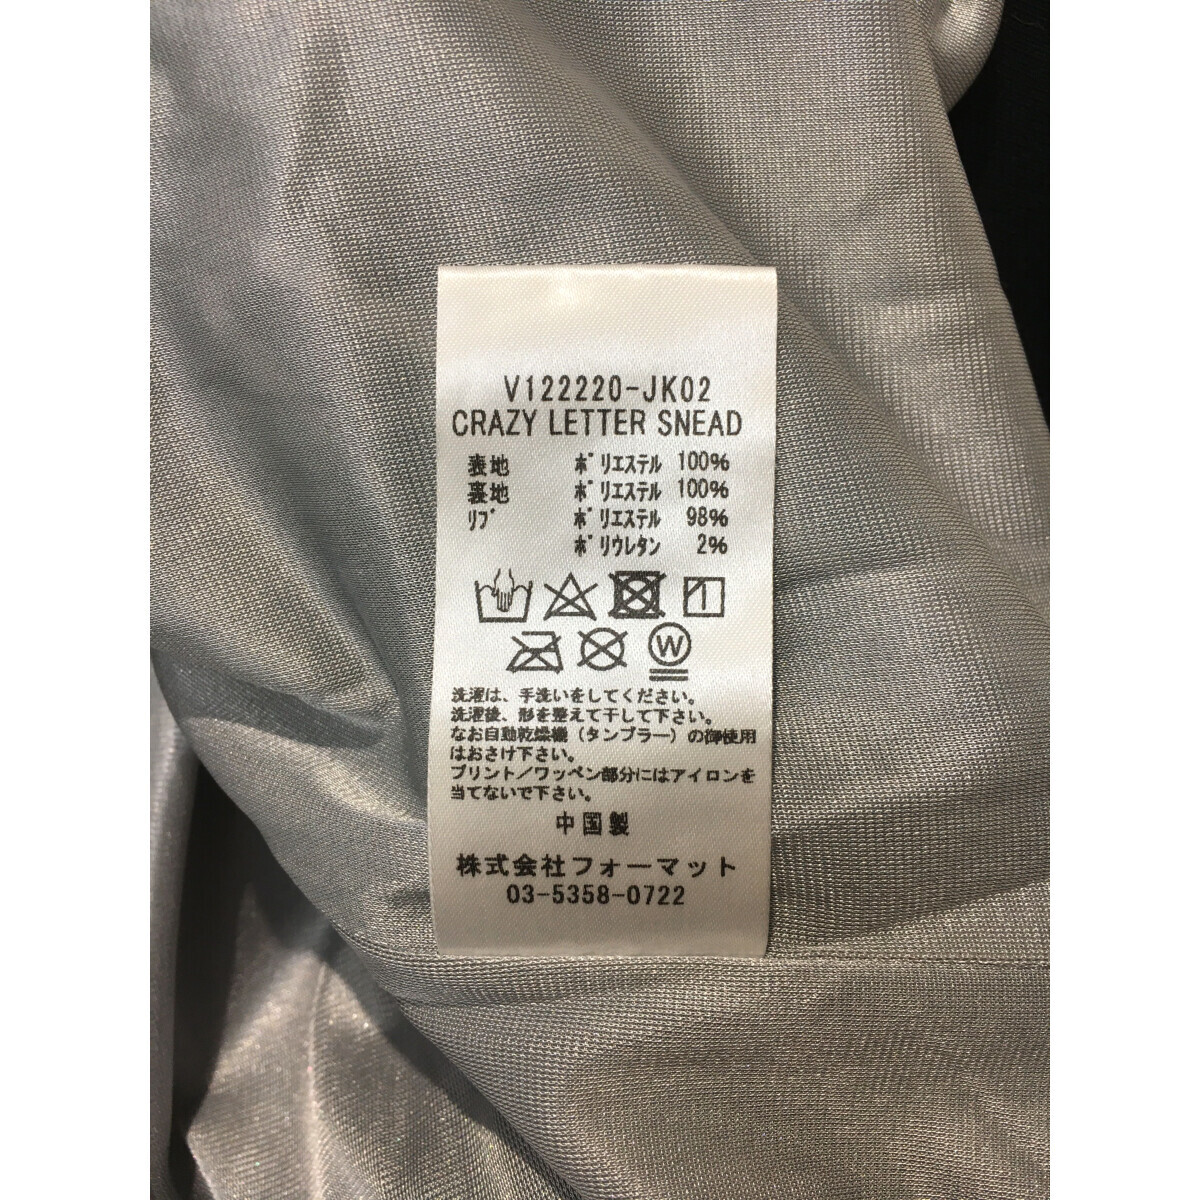 V122220-JK02
CRAZY LETTER SNEAD
表地 ポリエステル 100%
裏地 ポリエステル 100%
リブ ポリエステル 98%
ポリウレタン 2%
W
洗濯は、手洗いをしてください。
洗濯後、形を整えて干して下さい。
なお自動乾燥機（タンブラー）の御使用
はおさけ下さい。
プリント／ワッペン部分にはアイロンを
当てないで下さい。
中国製
株式会社フォーマット
03-5358-0722